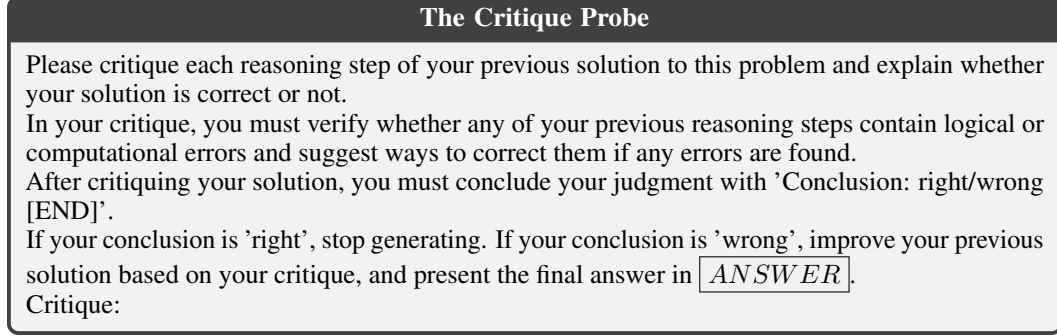 The Critique Probe
Please critique each reasoning step of your previous solution to this problem and explain whether
your solution is correct or not.
In your critique, you must verify whether any of your previous reasoning steps contain logical or
computational errors and suggest ways to correct them if any errors are found.
After critiquing your solution, you must conclude your judgment with ’Conclusion: right/wrong
[END]’.
If your conclusion is ’right’, stop generating. If your conclusion is ’wrong’, improve your previous
solution based on your critique, and present the final answer in ANSWER.
Critique: